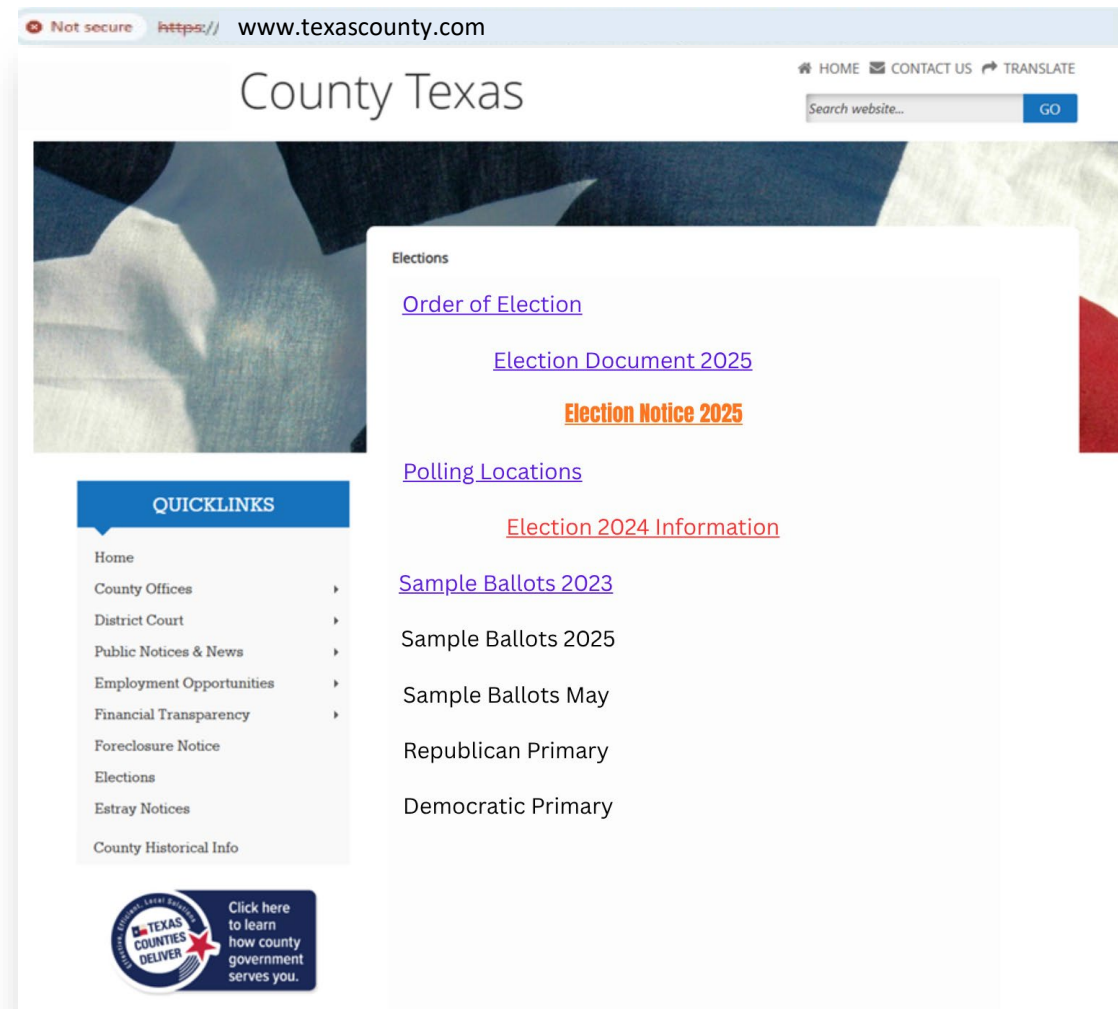 Not secure https:// www.texascounty.com
HOME CONTACT US TRANSLATE
County Texas
Search website... GO
Elections
Order of Election
Election Document 2025
Election Notice 2025
Polling Locations
Election 2024 Information
Sample Ballots 2023
Sample Ballots 2025
Sample Ballots May
Republican Primary
Democratic Primary
QUICKLINKS
Home
County Offices
District Court
Public Notices & News
Employment Opportunities
Financial Transparency
Foreclosure Notice
Elections
Estray Notices
County Historical Info
Effective, Efficient, Local Solutions
TEXAS
COUNTIES
DELIVER
Click here
to learn
how county
government
serves you.